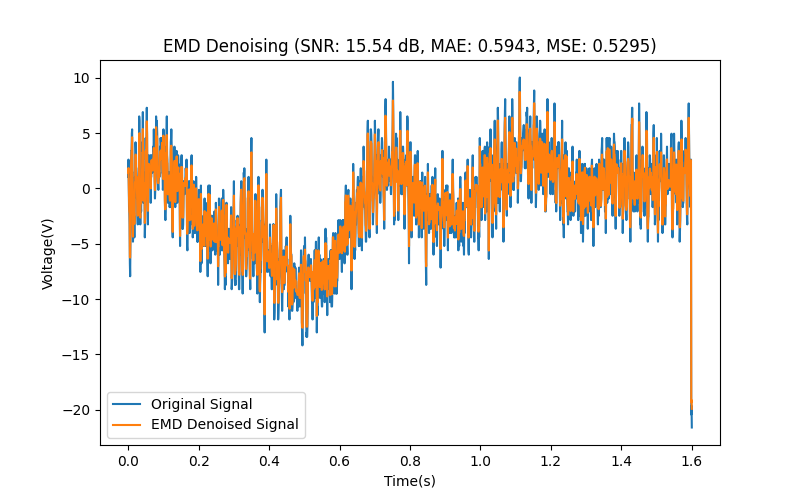 EMD Denoising (SNR: 15.54 dB, MAE: 0.5943, MSE: 0.5295)
10
5
0
−5
−10
−15
−20
Voltage(V)
Original Signal
EMD Denoised Signal
0.0 0.2 0.4 0.6 0.8 1.0 1.2 1.4 1.6
Time(s)